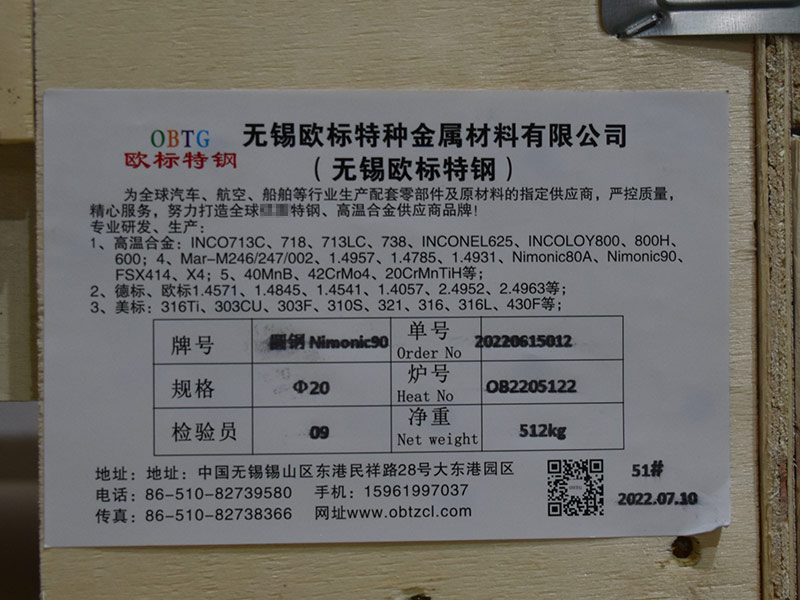 OBTG
欧标特钢
无锡欧标特种金属材料有限公司
（无锡欧标特钢）
为全球汽车、航空、船舶等行业生产配套零部件及原材料的指定供应商，严控质量，
精心服务，努力打造全球 特钢、高温合金供应商品牌!
专业研发、生产：
1、高温合金：INCO713C、718、713LC、738、INCONEL625、INCOLOY800、800H、
600；4、Mar-M246/247/002、1.4957、1.4785、1.4931、Nimonic80A、Nimonic90、
FSX414、X4；5、40MnB、42CrMo4、20CrMnTiH等；
2、德标、欧标1.4571、1.4845、1.4541、1.4057、2.4952、2.4963等；
3、美标：316Ti、303CU、303F、310S、321、316、316L、430F等；
牌号 圆钢 Nimonic90 单号 Order No 20220615012
规格 Φ20 炉号 Heat No OB2205122
检验员 09 净重 Net weight 512kg
地址：地址：中国无锡锡山区东港民祥路28号大东港园区
电话：86-510-82739580 手机：15961997037
传真：86-510-82738366 网址www.obtzcl.com
51#
2022.07.10